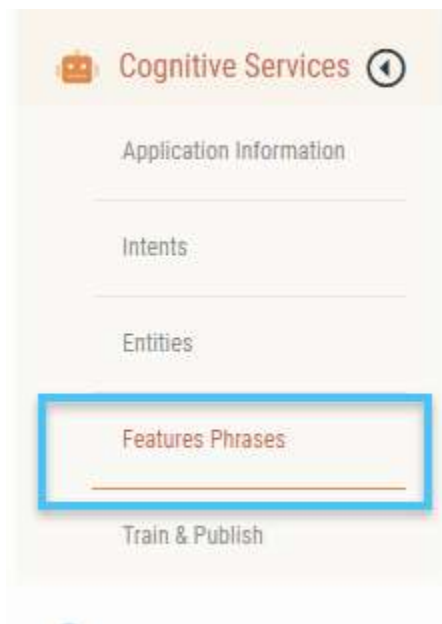 Cognitive Services
Application Information
Intents
Entities
Features Phrases
Train & Publish